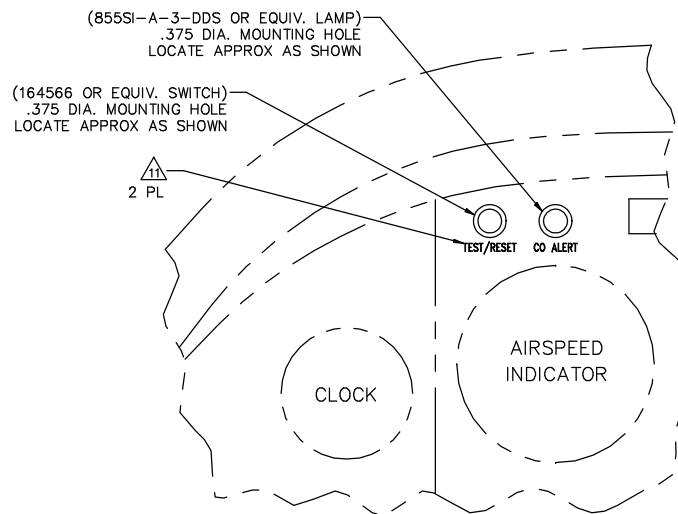 (855SI-A-3-DDS OR EQUIV. LAMP)
.375 DIA. MOUNTING HOLE
LOCATE APPROX AS SHOWN
(164566 OR EQUIV. SWITCH)
.375 DIA. MOUNTING HOLE
LOCATE APPROX AS SHOWN
11
2 PL
TEST/RESET CO ALERT
AIRSPEED
INDICATOR
CLOCK